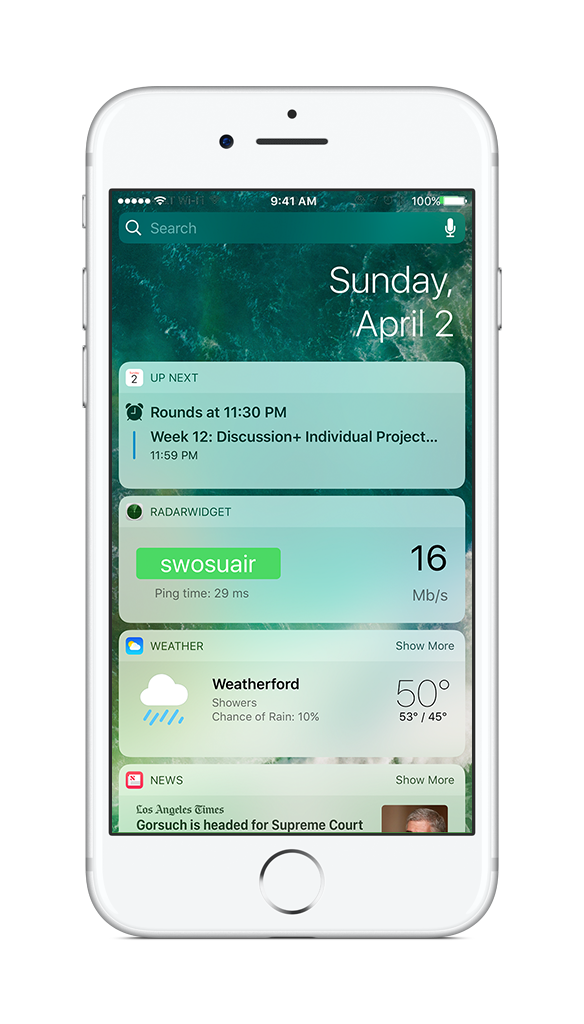 9:41 AM
100%
Search
Sunday,
April 2
2
UP NEXT
Rounds at 11:30 PM
Week 12: Discussion+ Individual Project...
11:59 PM
RADARWIDGET
swosuair
16
Ping time: 29 ms
Mb/s
WEATHER
Show More
Weatherford
50°
Showers
Chance of Rain: 10%
53° / 45°
NEWS
Show More
Los Angeles Times
Gorsuch is headed for Supreme Court